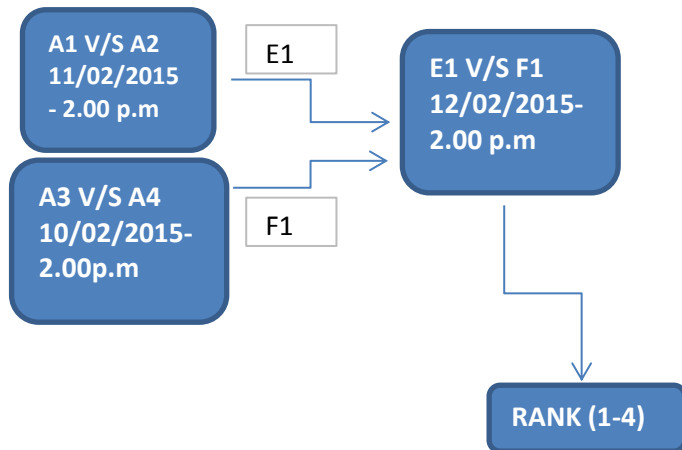 A1 V/S A2
11/02/2015
- 2.00 p.m
E1
E1 V/S F1
12/02/2015-
2.00 p.m
A3 V/S A4
10/02/2015-
2.00p.m
F1
RANK (1-4)